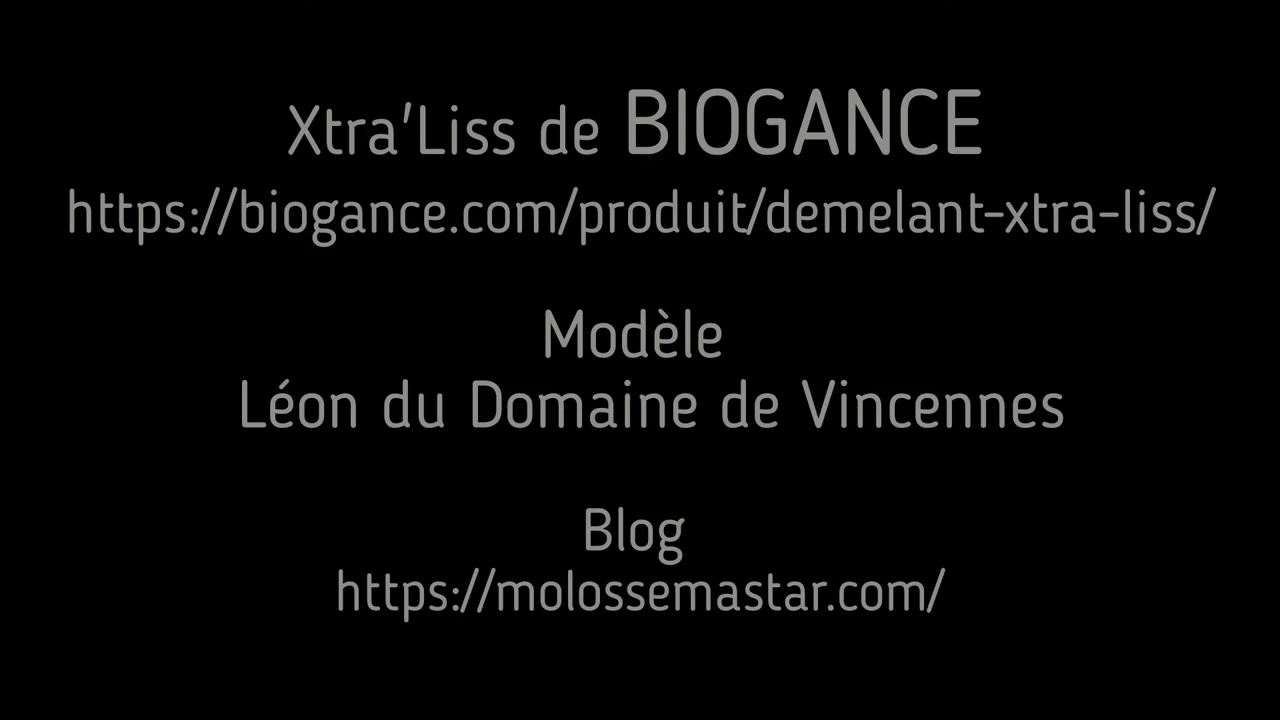 Xtra'Liss de BIOGANCE
https://biogance.com/produit/demelant-xtra-liss/
Modèle
Léon du Domaine de Vincennes
Blog
https://molossemastar.com/